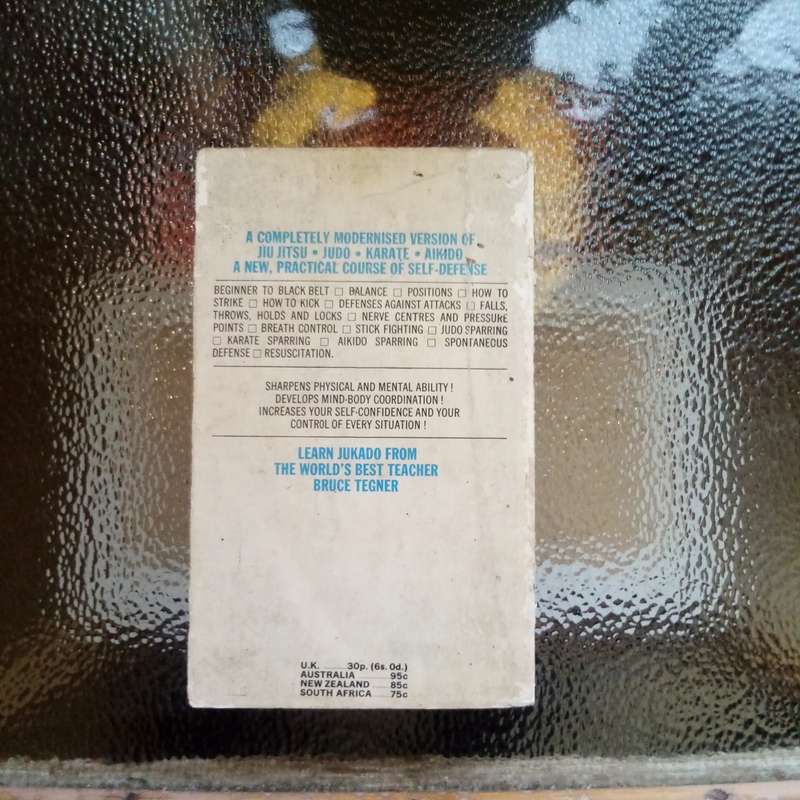 A COMPLETELY MODERNISED VERSION OF
JIU JITSU • JUDO • KARATE • AIKIDO
A NEW, PRACTICAL COURSE OF SELF-DEFENSE
BEGINNER TO BLACK BELT □ BALANCE □ POSITIONS □ HOW TO
STRIKE □ HOW TO KICK □ DEFENSES AGAINST ATTACKS □ FALLS,
THROWS, HOLDS AND LOCKS □ NERVE CENTRES AND PRESSURE
POINTS □ BREATH CONTROL □ STICK FIGHTING □ JUDO SPARRING
□ KARATE SPARRING □ AIKIDO SPARRING □ SPONTANEOUS
DEFENSE □ RESUSCITATION.
SHARPENS PHYSICAL AND MENTAL ABILITY!
DEVELOPS MIND-BODY COORDINATION!
INCREASES YOUR SELF-CONFIDENCE AND YOUR
CONTROL OF EVERY SITUATION!
LEARN JUKADO FROM
THE WORLD'S BEST TEACHER
BRUCE TEGNER
U.K. ........ 30p. (6s. 0d.)
AUSTRALIA ........ 95c
NEW ZEALAND ..... 85c
SOUTH AFRICA ..... 75c